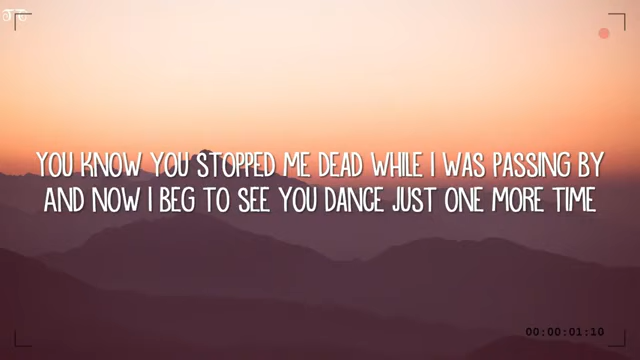 YOU KNOW YOU STOPPED ME DEAD WHILE I WAS PASSING BY
AND NOW I BEG TO SEE YOU DANCE JUST ONE MORE TIME
00:00:01:10